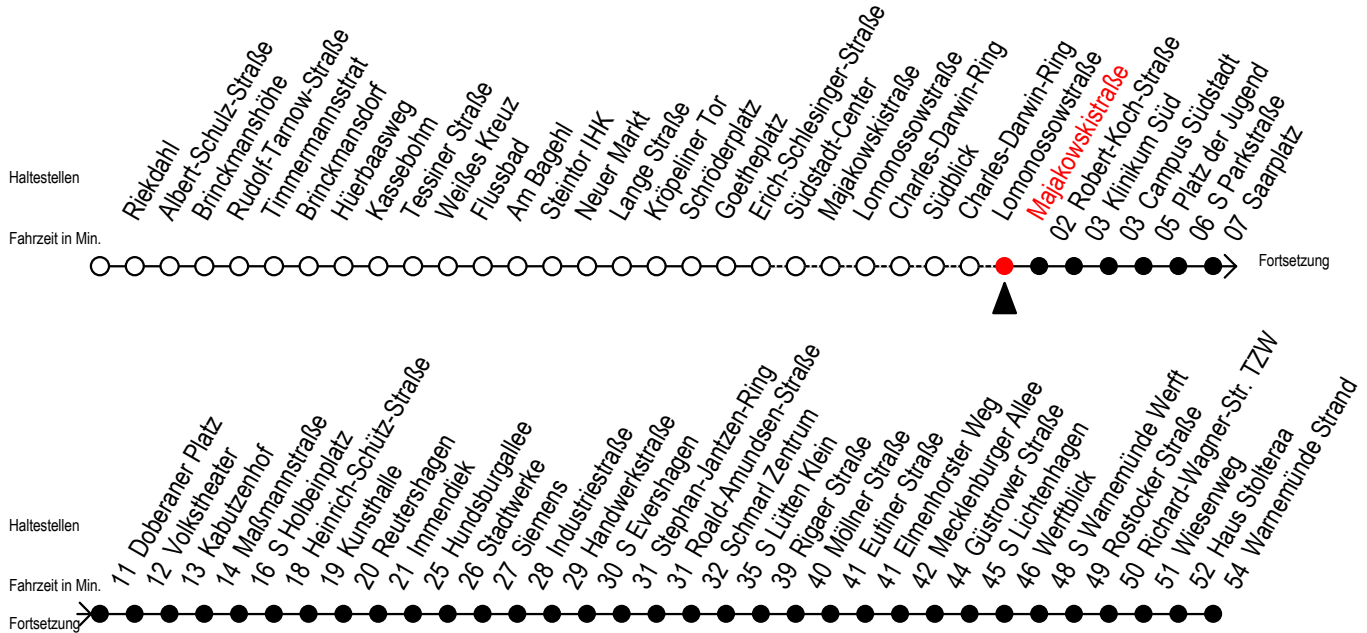 Haltestellen
Riekdahl
Albert-Schulz-Straße
Brinckmanshöhe
Rudolf-Tarnow-Straße
Timmermannsstrat
Brinckmansdorf
Hüerbaasweg
Kassebohm
Tessiner Straße
Weißes Kreuz
Flussbad
Am Bagehl
Steintor IHK
Neuer Markt
Lange Straße
Kröpeliner Tor
Schröderplatz
Goetheplatz
Erich-Schlesinger-Straße
Südstadt-Center
Majakowskistraße
Lomonossowstraße
Charles-Darwin-Ring
Südblick
Charles-Darwin-Ring
Lomonossowstraße
Majakowskistraße
02 Robert-Koch-Straße
03 Klinikum Süd
03 Campus Südstadt
05 Platz der Jugend
06 S Parkstraße
07 Saarplatz
Fahrzeit in Min.
Fortsetzung
Haltestellen
11 Doberaner Platz
12 Volkstheater
13 Kabutzenhof
14 Maßmannstraße
16 S Holbeinplatz
18 Heinrich-Schütz-Straße
19 Kunsthalle
20 Reutershagen
21 Immendiek
25 Hundsburgallee
26 Stadtwerke
27 Siemens
28 Industriestraße
29 Handwerkstraße
30 S Evershagen
31 Stephan-Jantzen-Ring
31 Roald-Amundsen-Straße
32 Schmarl Zentrum
35 S Lütten Klein
39 Rigaer Straße
40 Möllner Straße
41 Eutiner Straße
41 Elmenhorster Weg
42 Mecklenburger Allee
44 Güstrower Straße
45 S Lichtenhagen
46 Werftblick
48 S Warnemünde Werft
49 Rostocker Straße
50 Richard-Wagner-Str. TZW
51 Wiesenweg
52 Haus Stolteraa
54 Warnemünde Strand
Fahrzeit in Min.
Fortsetzung